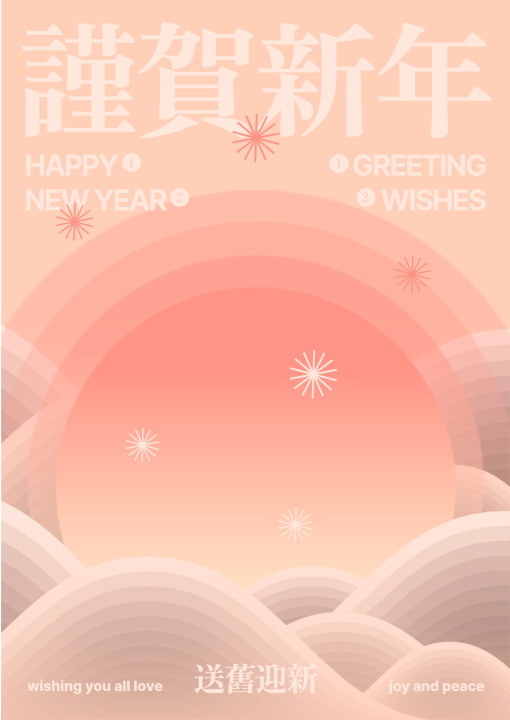 謹賀新年
HAPPY ① ① GREETING
NEW YEAR ② ② WISHES
wishing you all love 送舊迎新 joy and peace